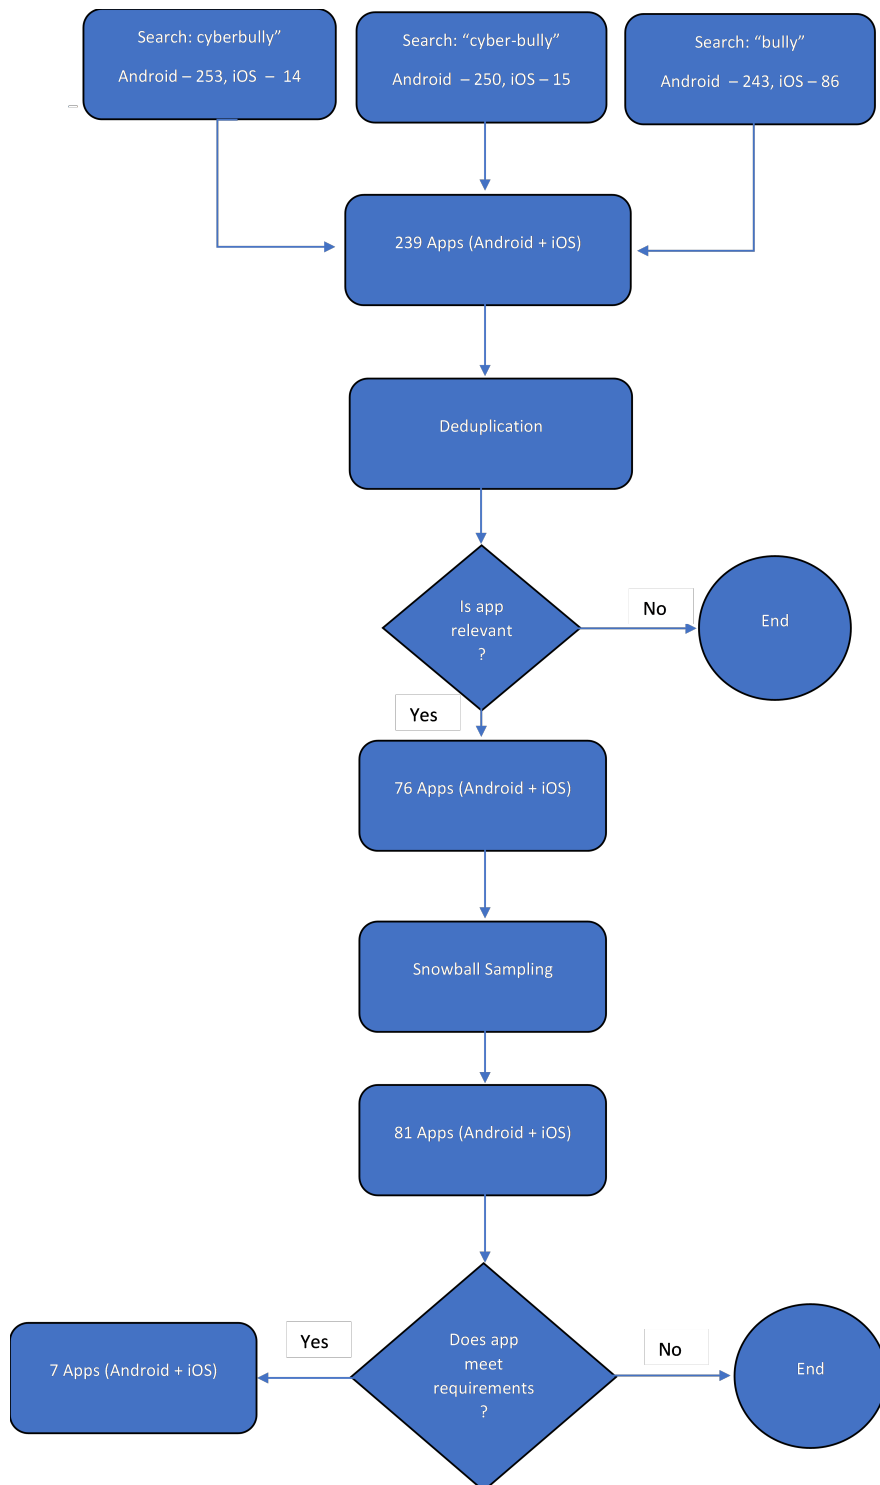 Search: cyberbully”
Android – 253, iOS – 14
Search: “cyber-bully”
Android – 250, iOS – 15
Search: “bully”
Android – 243, iOS – 86
239 Apps (Android + iOS)
Deduplication
Is app
relevant
?
No
End
Yes
76 Apps (Android + iOS)
Snowball Sampling
81 Apps (Android + iOS)
Does app
meet
requirements
?
Yes
7 Apps (Android + iOS)
No
End